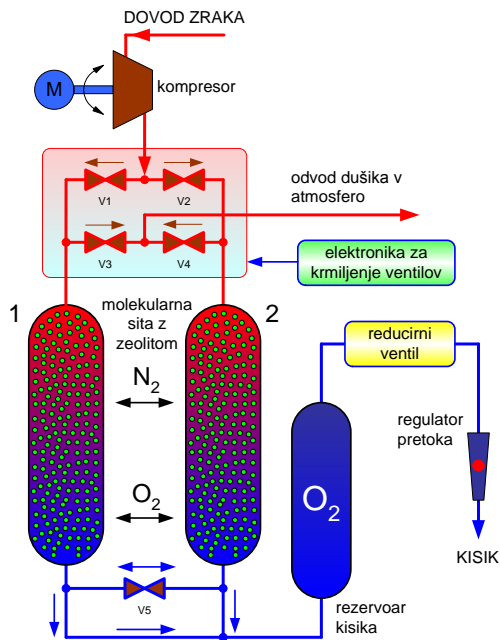 DOVOD ZRAKA
M
kompresor
V1
V2
odvod dušika v
atmosfero
V3
V4
elektronika za
krmiljenje ventilov
1
molekularna
sita z
zeolitom
2
reducirni
ventil
N2
regulator
pretoka
O2
O2
KISIK
V5
rezervoar
kisika